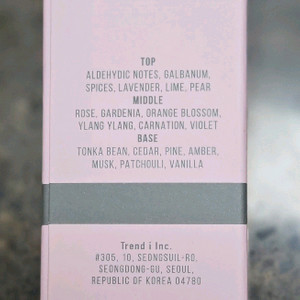 TOP
ALDEHYDIC NOTES, GALBANUM,
SPICES, LAVENDER, LIME, PEAR
MIDDLE
ROSE, GARDENIA, ORANGE BLOSSOM,
YLANG YLANG, CARNATION, VIOLET
BASE
TONKA BEAN, CEDAR, PINE, AMBER,
MUSK, PATCHOULI, VANILLA
Trend i Inc.
#305, 10, SEONGSUIL-RO,
SEONGDONG-GU, SEOUL,
REPUBLIC OF KOREA 04780